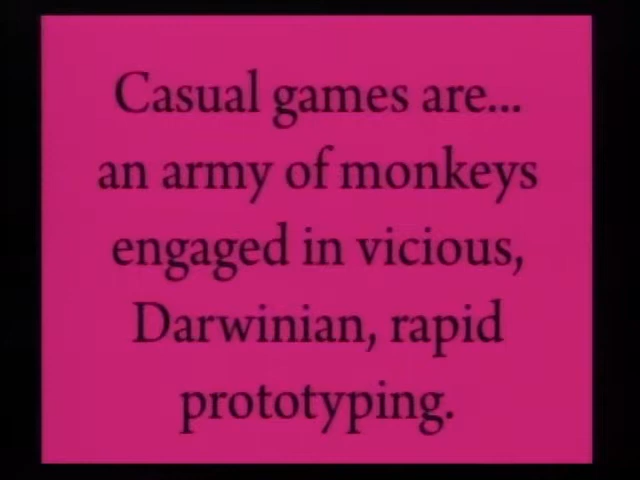 Casual games are...
an army of monkeys
engaged in vicious,
Darwinian, rapid
prototyping.